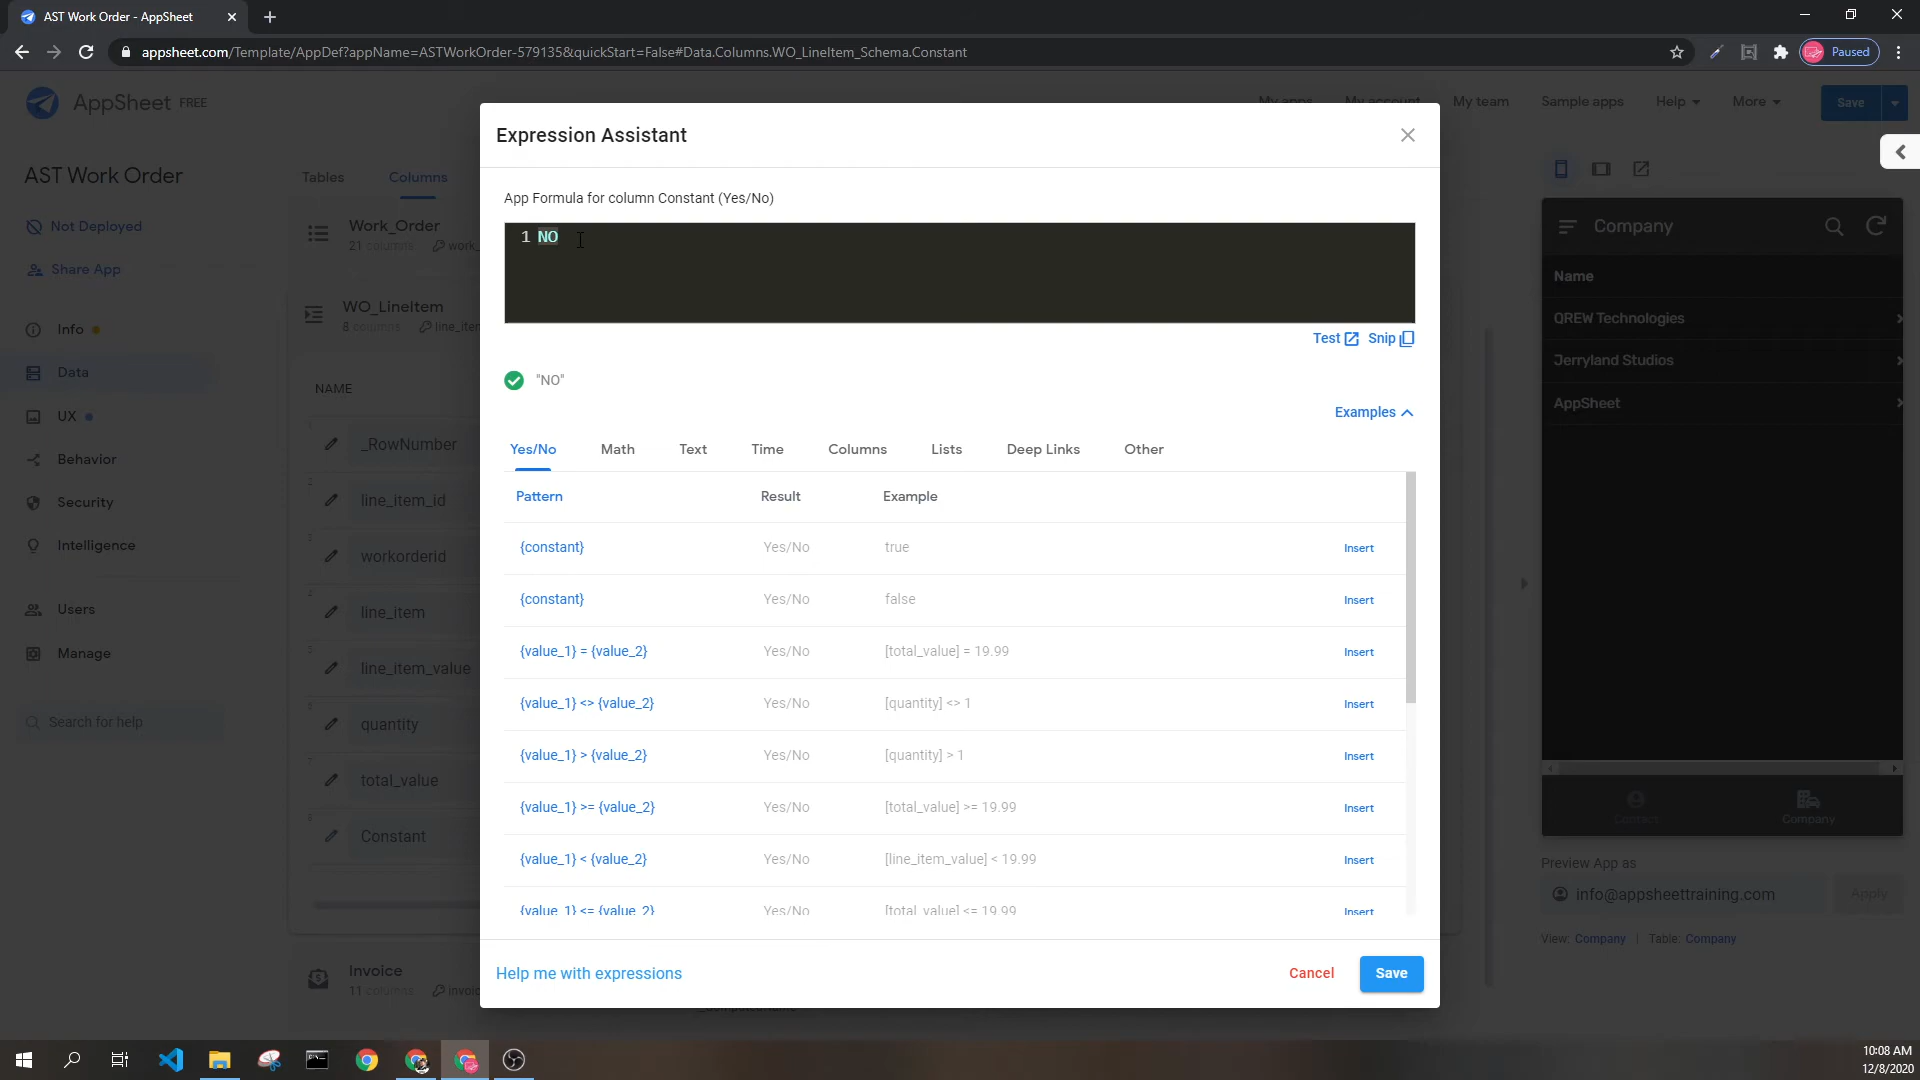 AST Work Order - AppSheet
appsheet.com/Template/AppDef?appName=ASTWorkOrder-579135&quickStart=False#Data.Columns.WO_LineItem_Schema.Constant
Paused
AppSheet FREE
My apps
My account
My team
Sample apps
Help
More
Save
AST Work Order
Not Deployed
Share App
Info
Data
UX
Behavior
Security
Intelligence
Users
Manage
Search for help
Tables
Columns
Work_Order
21 columns
work_
WO_LineItem
8 columns
line_item
NAME
_RowNumber
line_item_id
workorderid
line_item
line_item_value
quantity
total_value
Constant
Invoice
11 columns
invoic
Expression Assistant
App Formula for column Constant (Yes/No)
1 NO
Test
Snip
"NO"
Examples
Yes/No Math Text Time Columns Lists Deep Links Other
Pattern Result Example
{constant} Yes/No true Insert
{constant} Yes/No false Insert
{value_1} = {value_2} Yes/No [total_value] = 19.99 Insert
{value_1} <> {value_2} Yes/No [quantity] <> 1 Insert
{value_1} > {value_2} Yes/No [quantity] > 1 Insert
{value_1} >= {value_2} Yes/No [total_value] >= 19.99 Insert
{value_1} < {value_2} Yes/No [line_item_value] < 19.99 Insert
{value_1} <= {value_2} Yes/No [total_value] <= 19.99 Insert
Help me with expressions
Cancel
Save
Company
Name
QREW Technologies
Jerryland Studios
AppSheet
Contact
Company
Preview App as
info@appsheettraining.com
Apply
View: Company | Table: Company
10:08 AM
12/8/2020